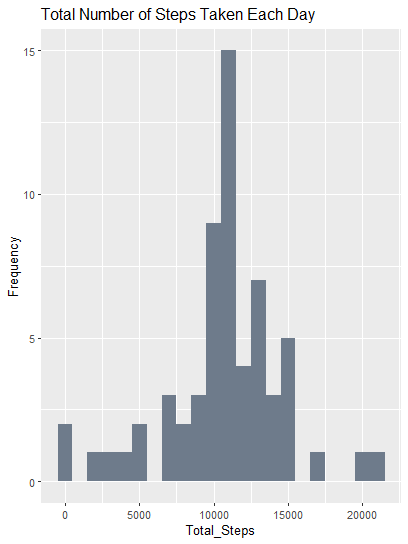 Total Number of Steps Taken Each Day
15
10
5
0
Frequency
0 5000 10000 15000 20000
Total_Steps